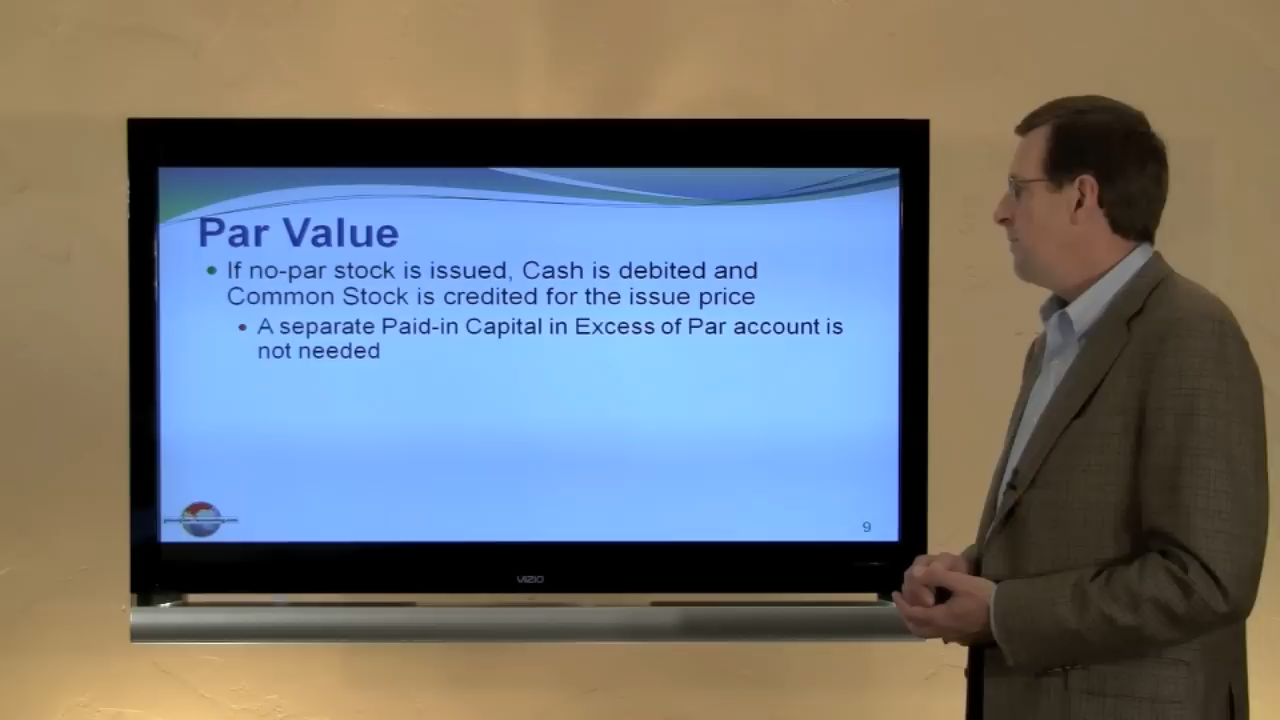 Par Value
• If no-par stock is issued, Cash is debited and
Common Stock is credited for the issue price
• A separate Paid-in Capital in Excess of Par account is
not needed
9
VIZIO